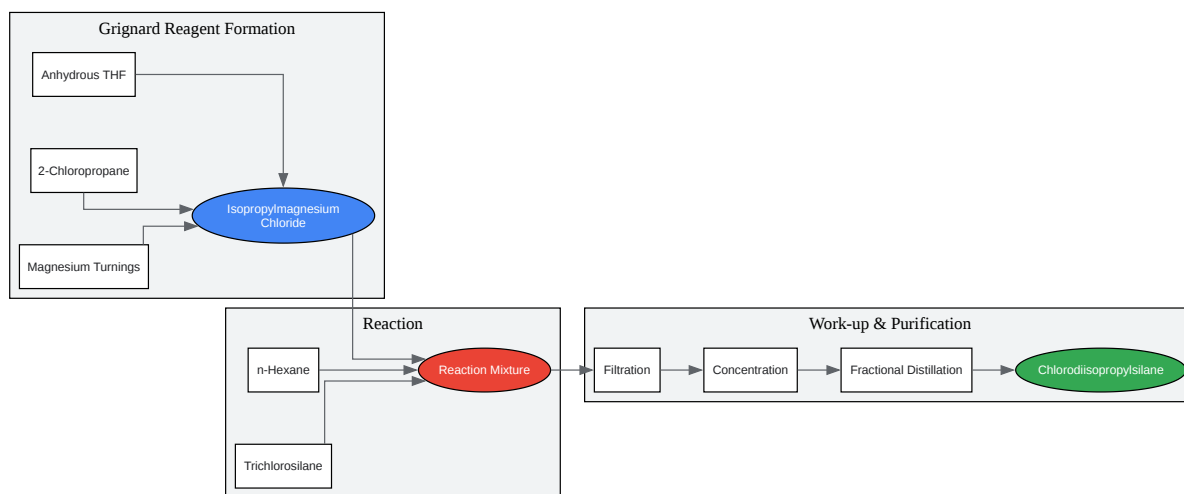 Grignard Reagent Formation
Anhydrous THF
2-Chloropropane
Isopropylmagnesium
Chloride
Magnesium Turnings
Reaction
n-Hexane
Reaction Mixture
Trichlorosilane
Work-up & Purification
Filtration
Concentration
Fractional Distillation
Chlorodiisopropylsilane